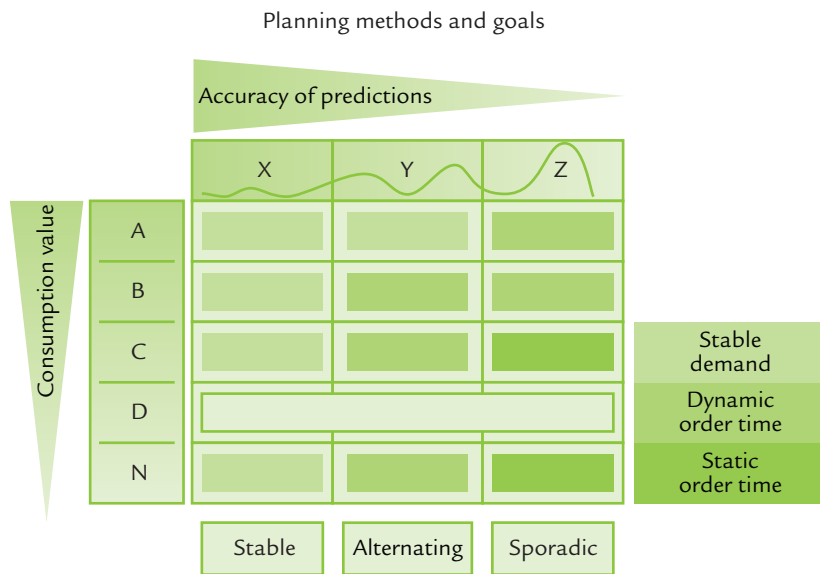 Planning methods and goals
Accuracy of predictions
X
Y
Z
Consumption value
A
B
C
D
N
Stable
demand
Dynamic
order time
Static
order time
Stable
Alternating
Sporadic